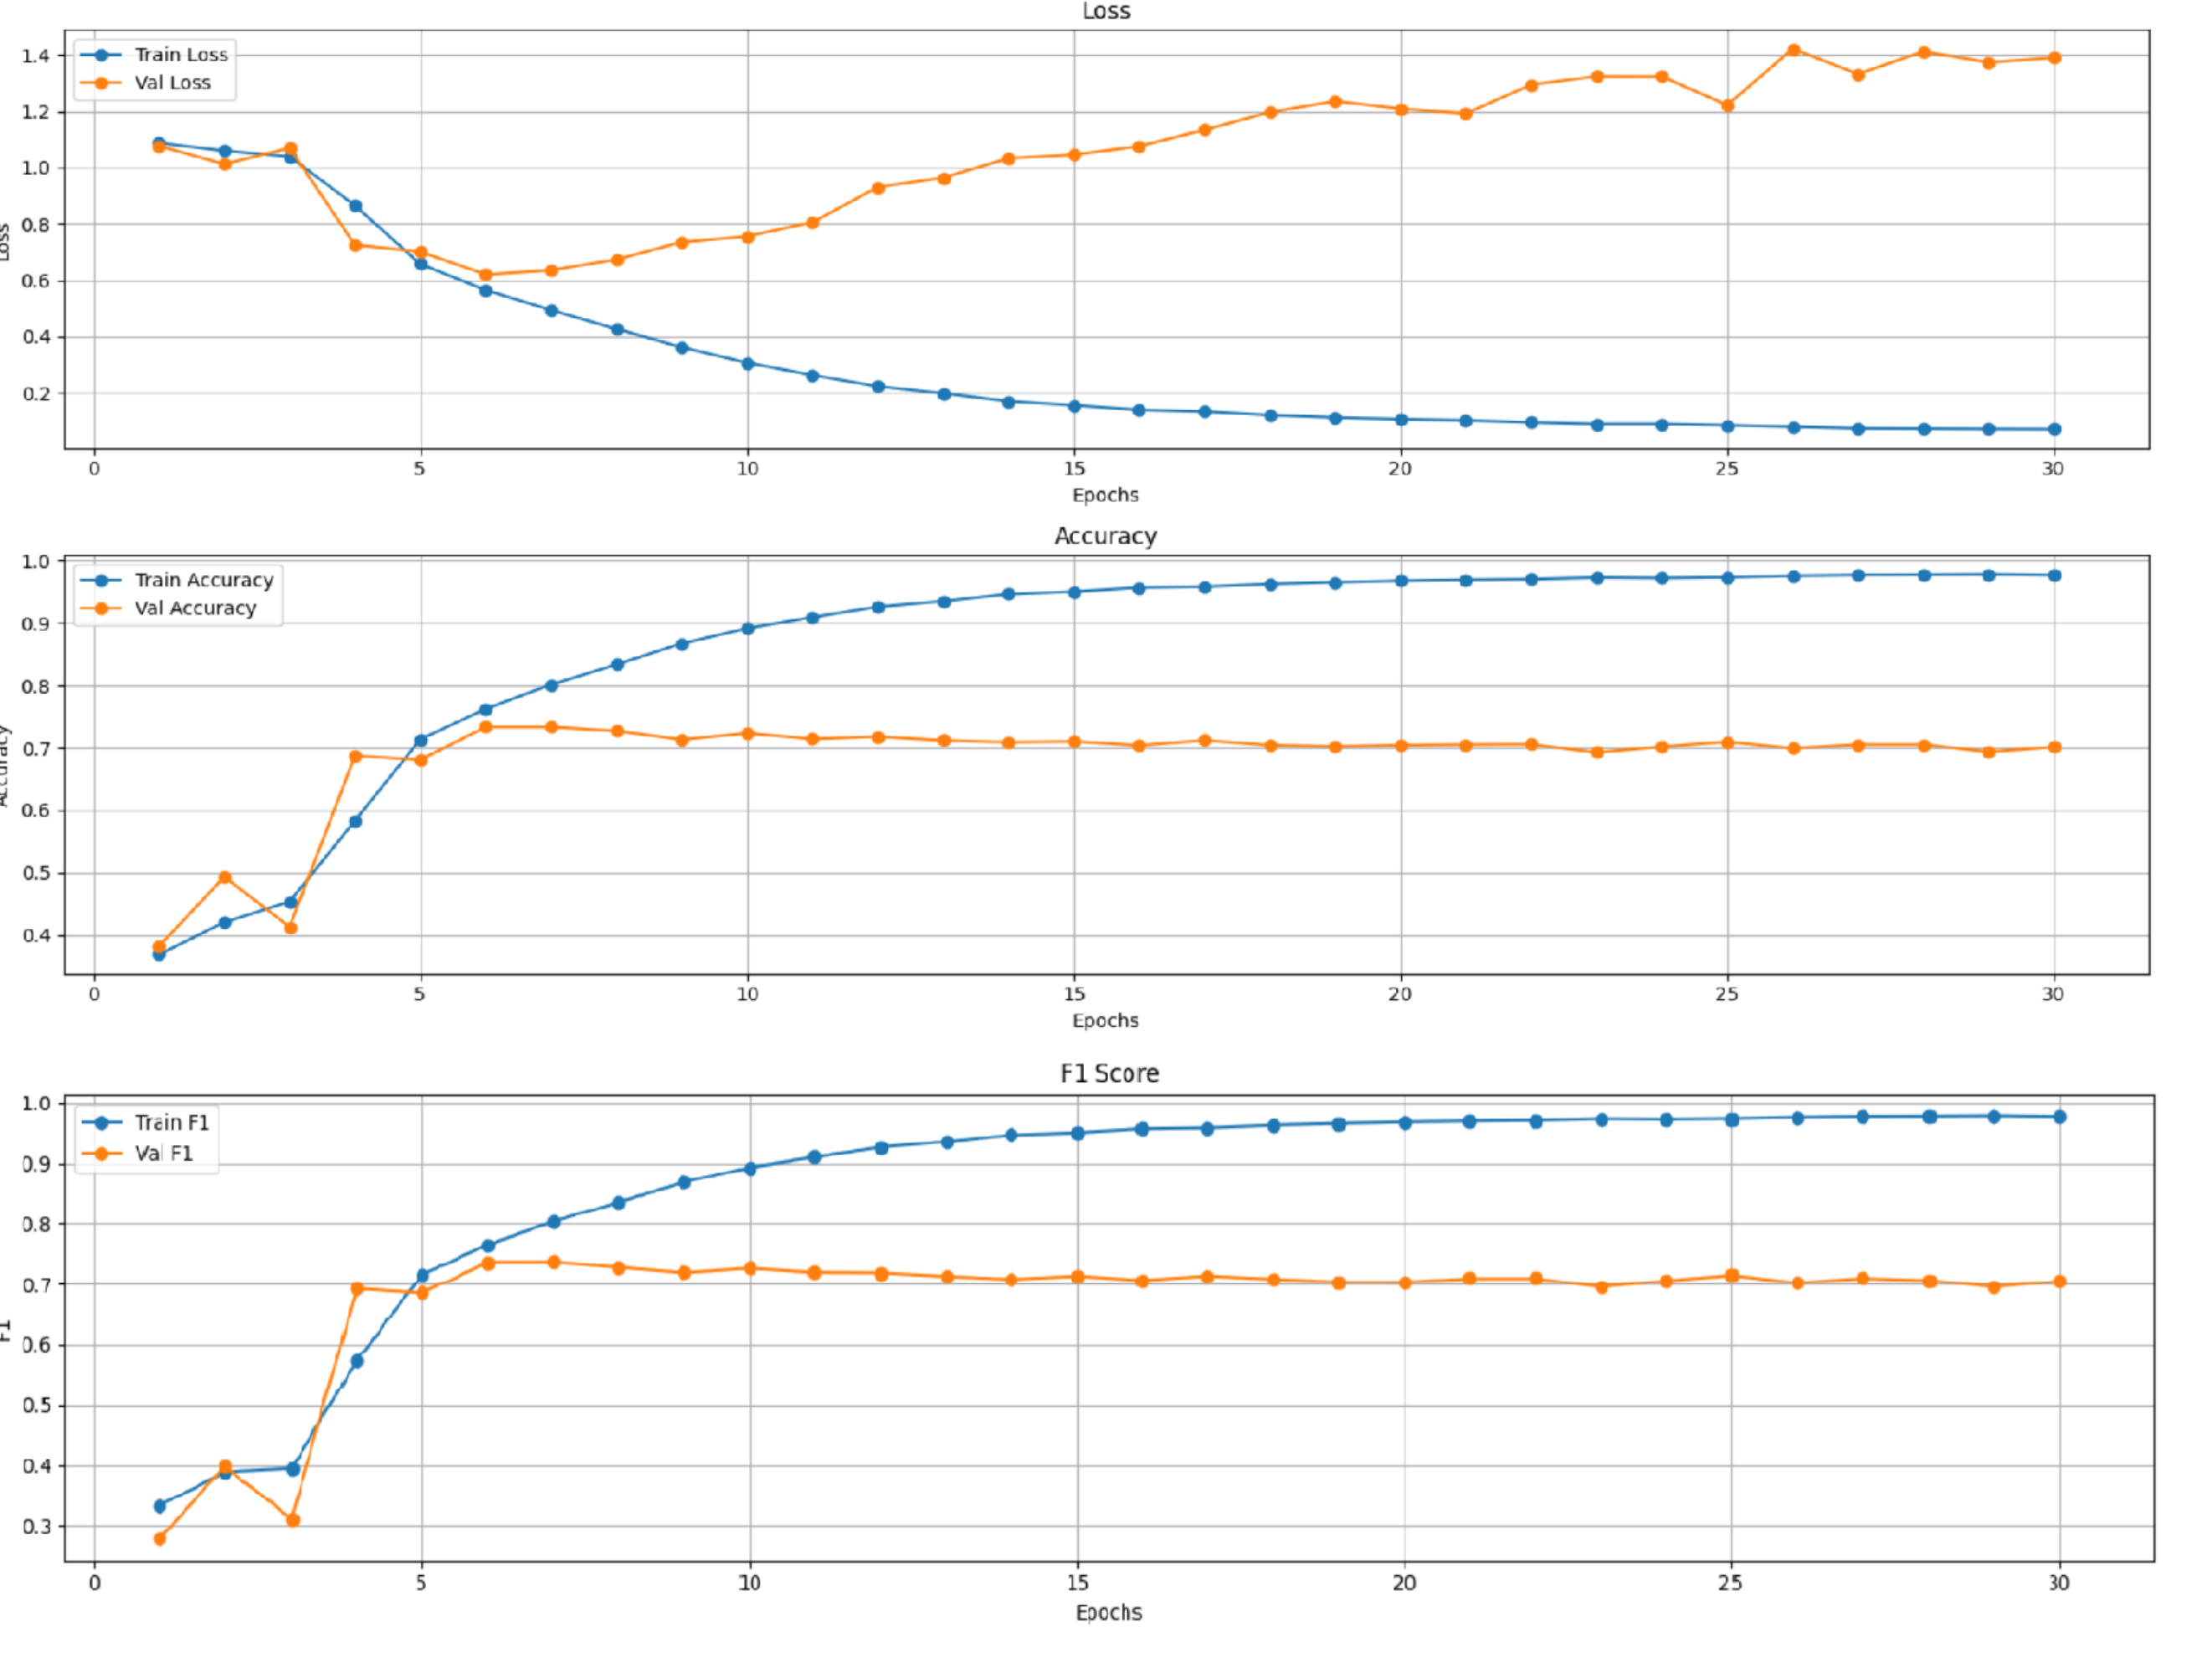 Loss
Train Loss
Val Loss
1.4
1.2
1.0
0.8
0.6
0.4
0.2
Loss
0 5 10 15 20 25 30
Epochs
Accuracy
Train Accuracy
Val Accuracy
1.0
0.9
0.8
0.7
0.6
0.5
0.4
Accuracy
0 5 10 15 20 25 30
Epochs
F1 Score
Train F1
Val F1
1.0
0.9
0.8
0.7
0.6
0.5
0.4
0.3
F1
0 5 10 15 20 25 30
Epochs